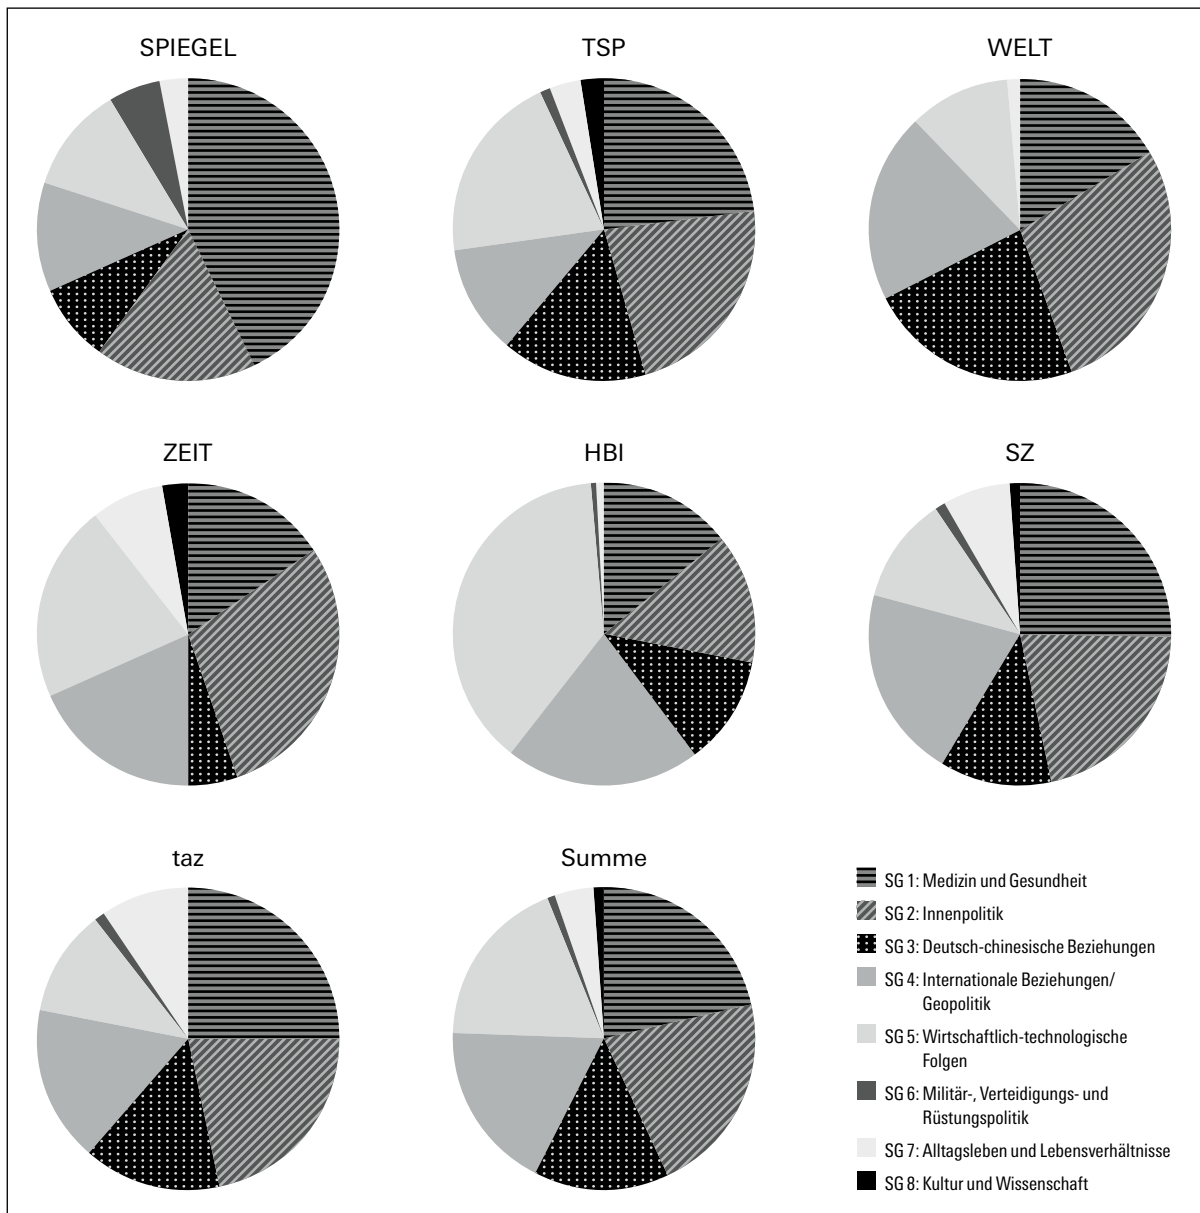 SPIEGEL
TSP
WELT
ZEIT
HBl
SZ
taz
Summe
SG 1: Medizin und Gesundheit
SG 2: Innenpolitik
SG 3: Deutsch-chinesische Beziehungen
SG 4: Internationale Beziehungen/
Geopolitik
SG 5: Wirtschaftlich-technologische
Folgen
SG 6: Militär-, Verteidigungs- und
Rüstungspolitik
SG 7: Alltagsleben und Lebensverhältnisse
SG 8: Kultur und Wissenschaft